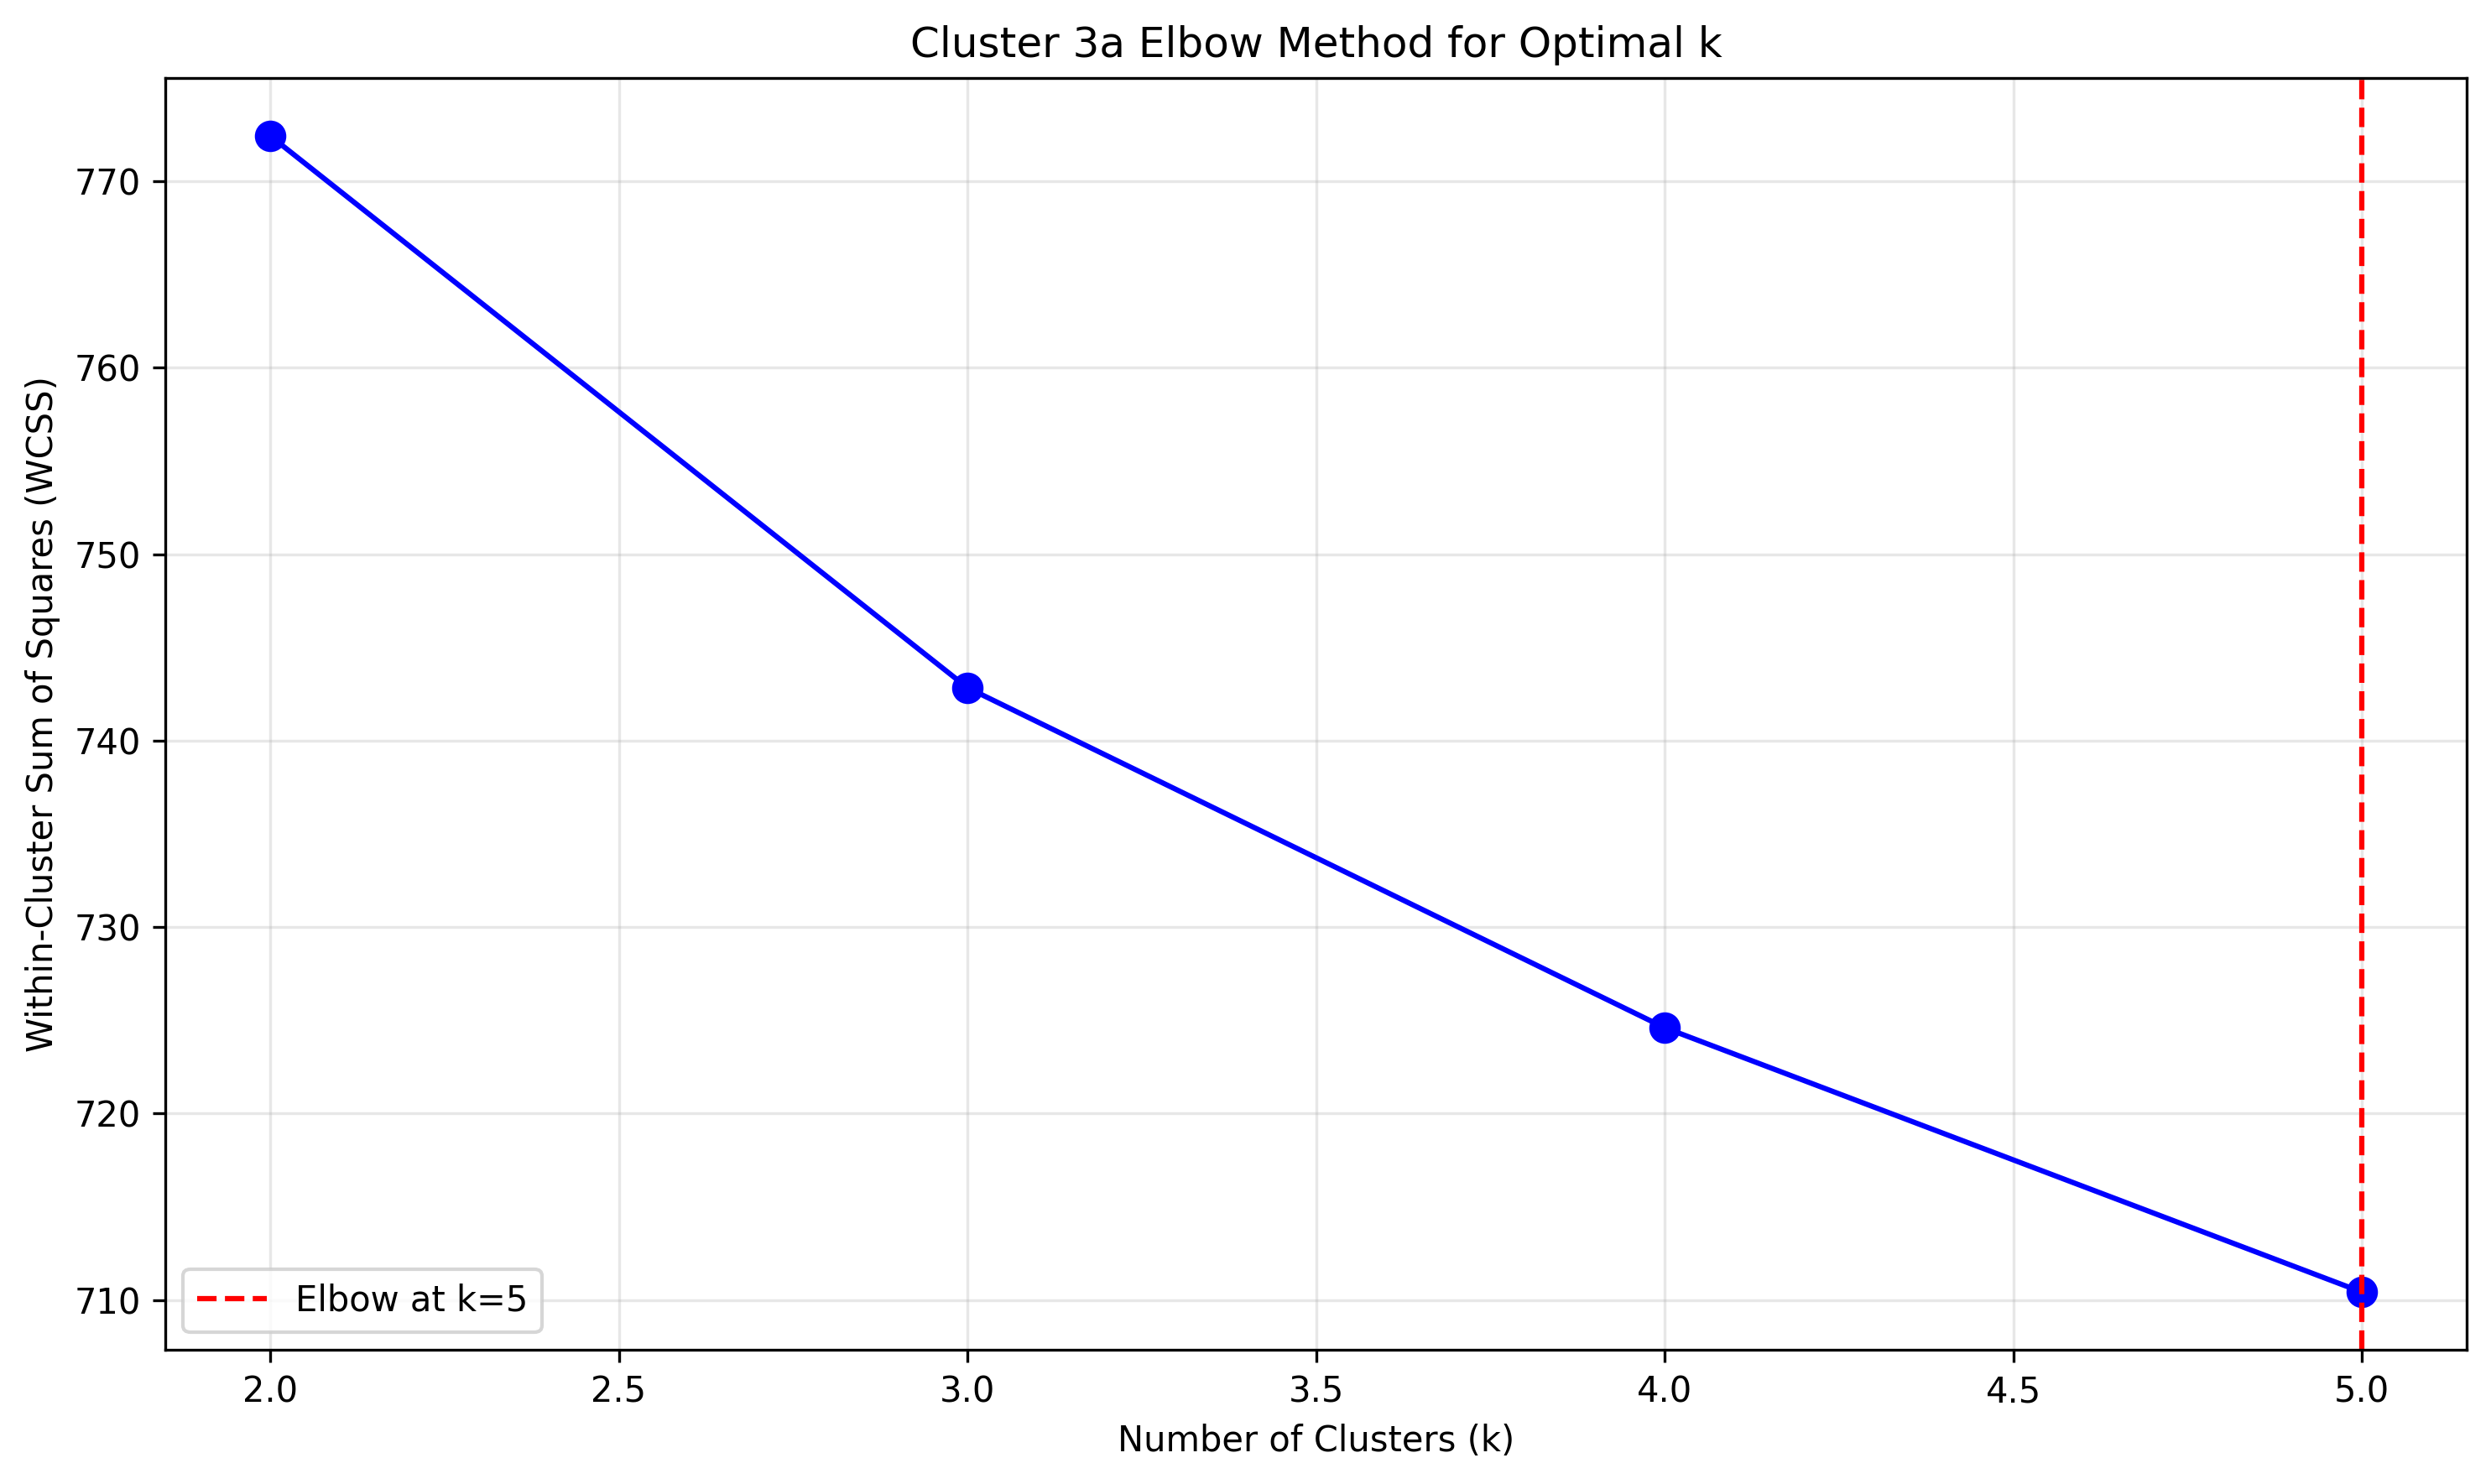 Cluster 3a Elbow Method for Optimal k
Within-Cluster Sum of Squares (WCSS)
770
760
750
740
730
720
710
Elbow at k=5
2.0 2.5 3.0 3.5 4.0 4.5 5.0
Number of Clusters (k)